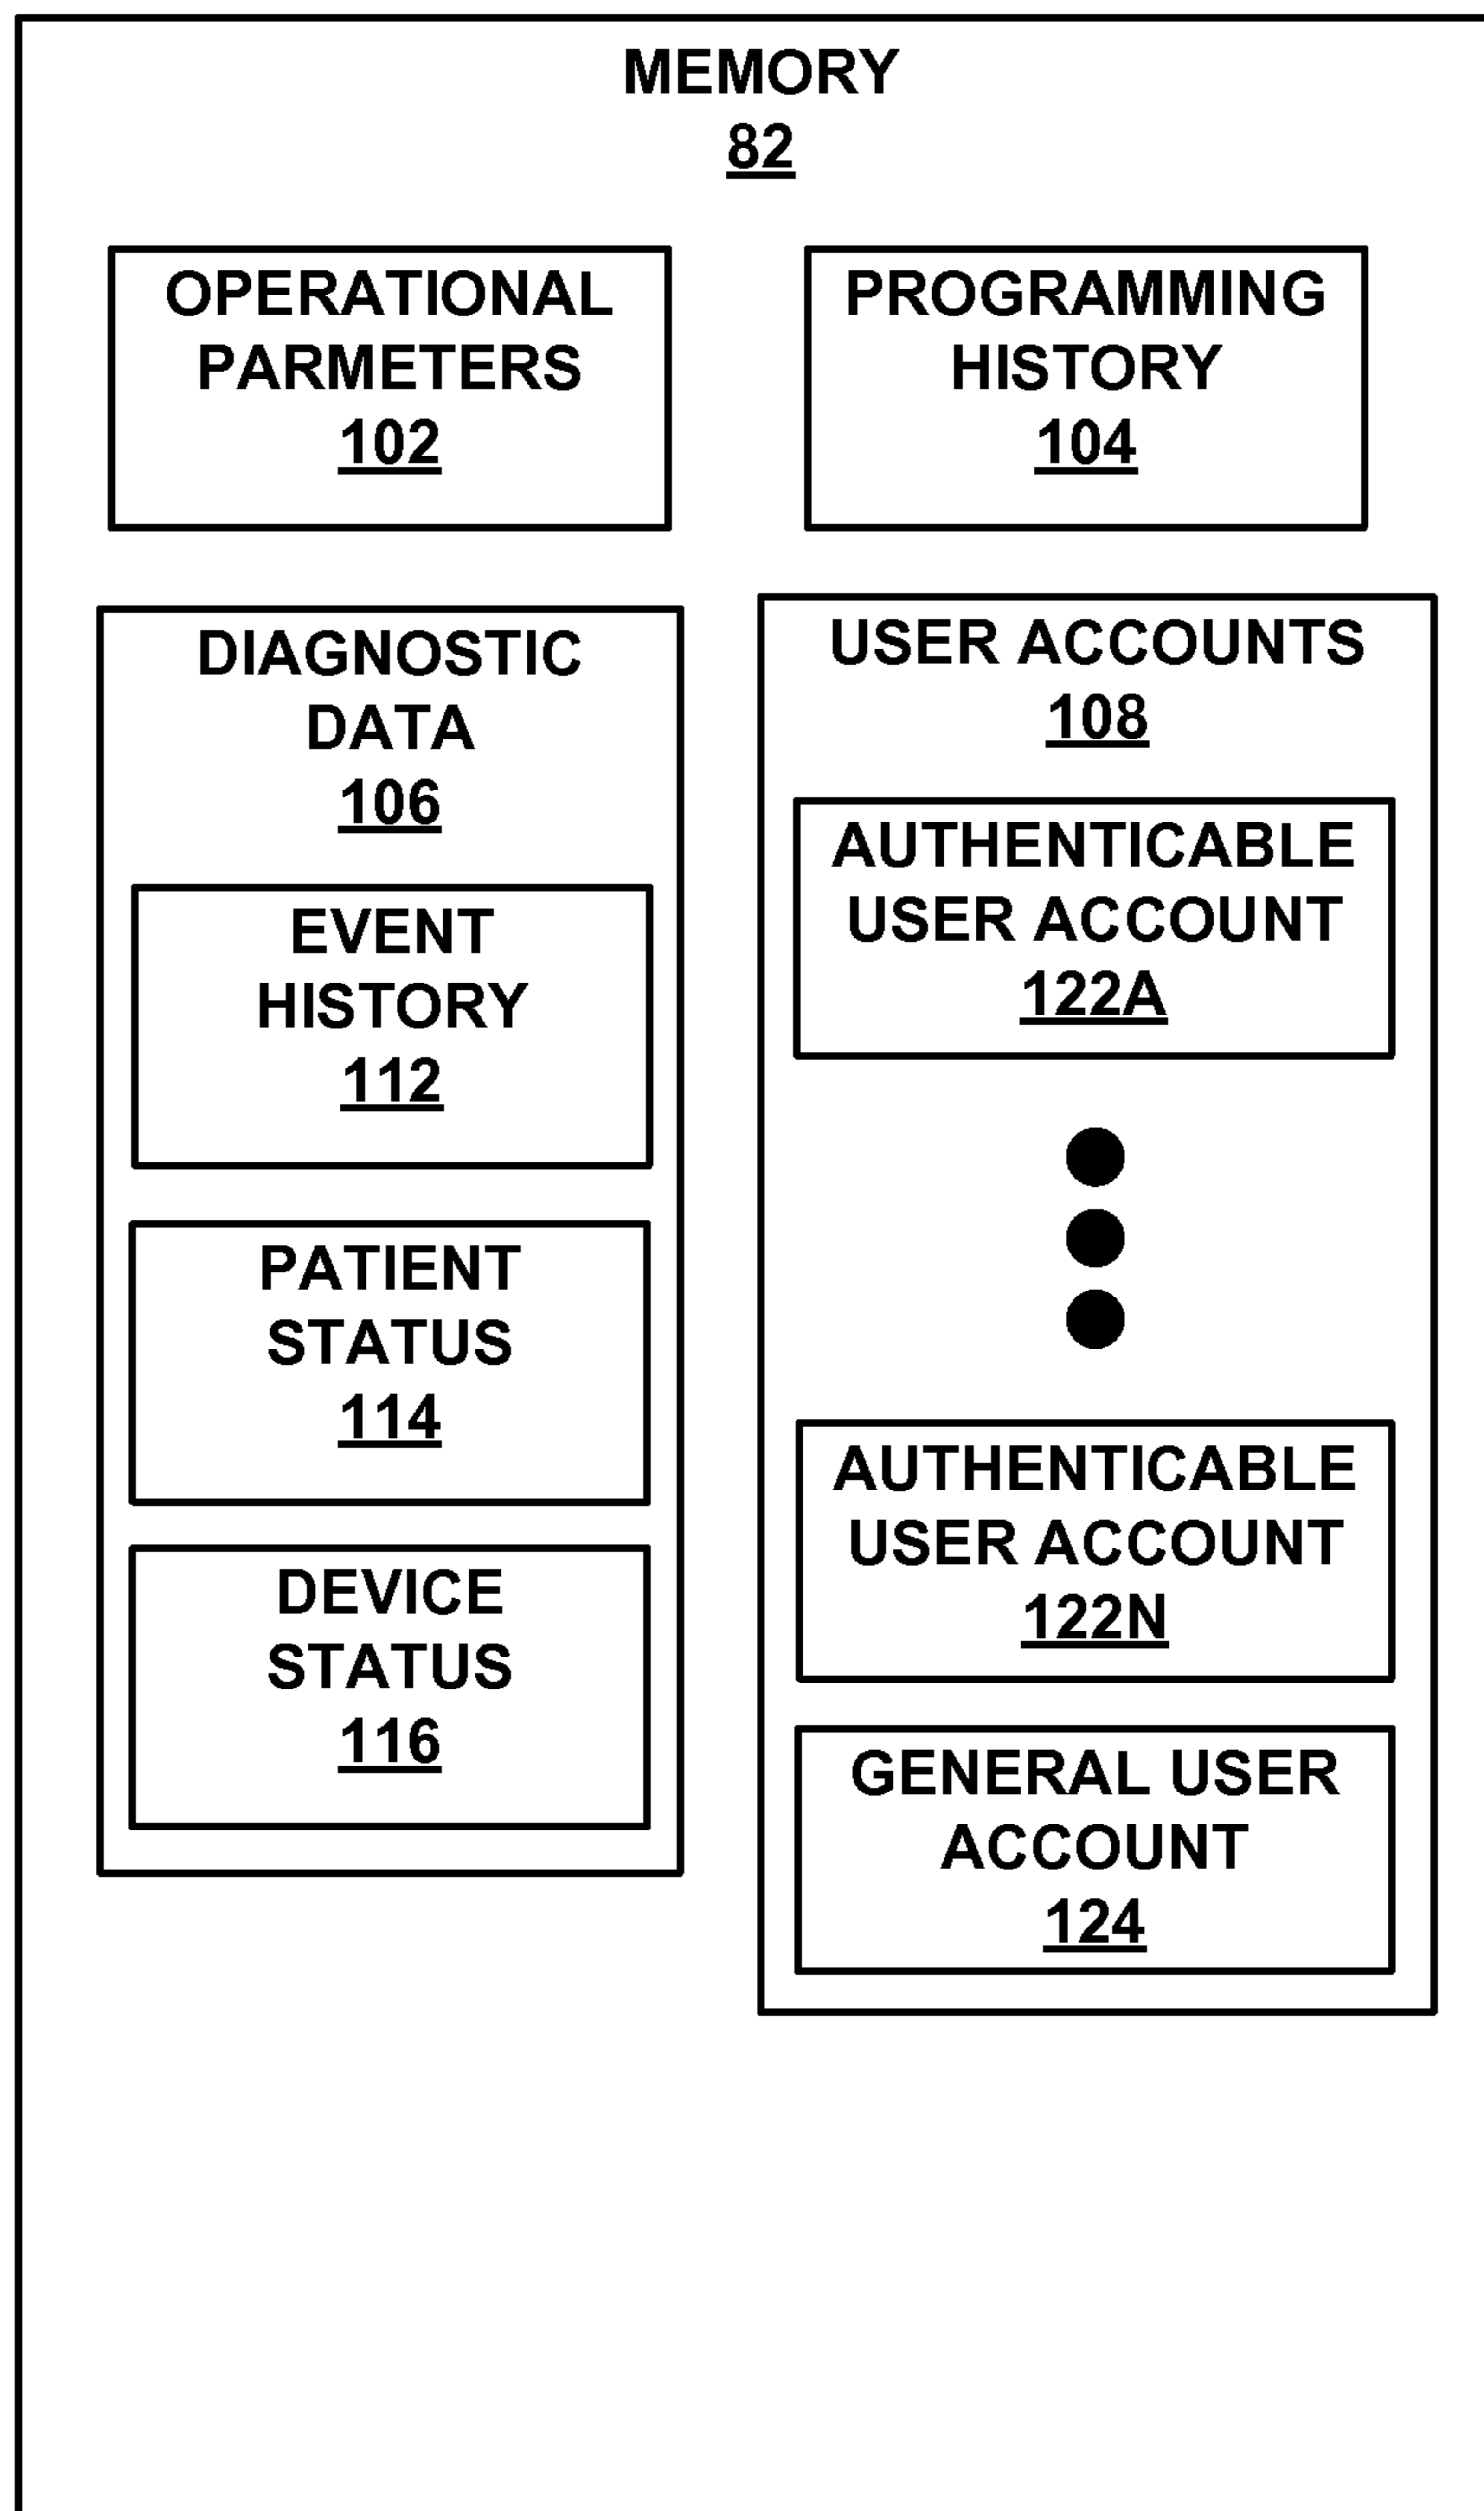 MEMORY
82
OPERATIONAL
PARMETERS
102
PROGRAMMING
HISTORY
104
DIAGNOSTIC
DATA
106
EVENT
HISTORY
112
PATIENT
STATUS
114
DEVICE
STATUS
116
USER ACCOUNTS
108
AUTHENTICABLE
USER ACCOUNT
122A
AUTHENTICABLE
USER ACCOUNT
122N
GENERAL USER
ACCOUNT
124